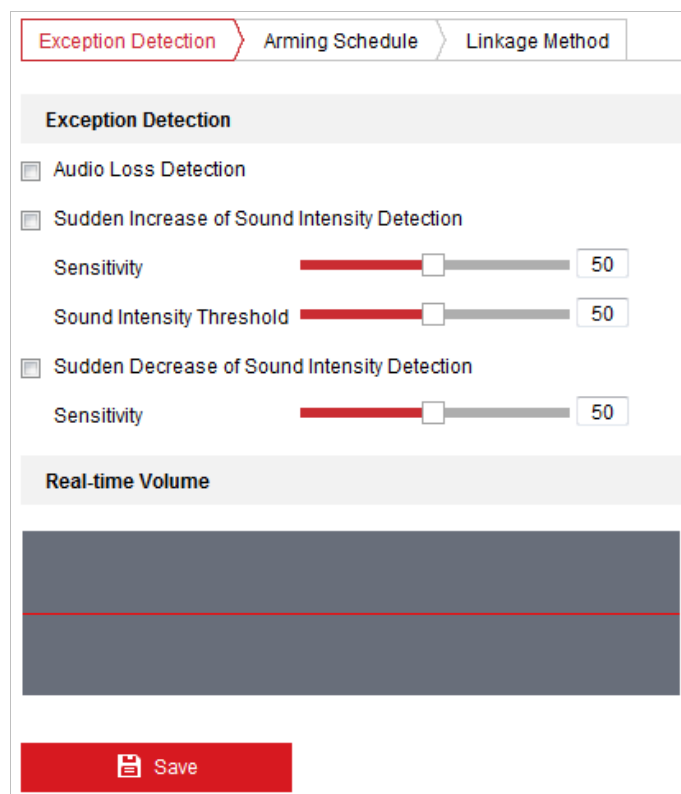 Exception Detection Arming Schedule Linkage Method
Exception Detection
Audio Loss Detection
Sudden Increase of Sound Intensity Detection
Sensitivity 50
Sound Intensity Threshold 50
Sudden Decrease of Sound Intensity Detection
Sensitivity 50
Real-time Volume
Save